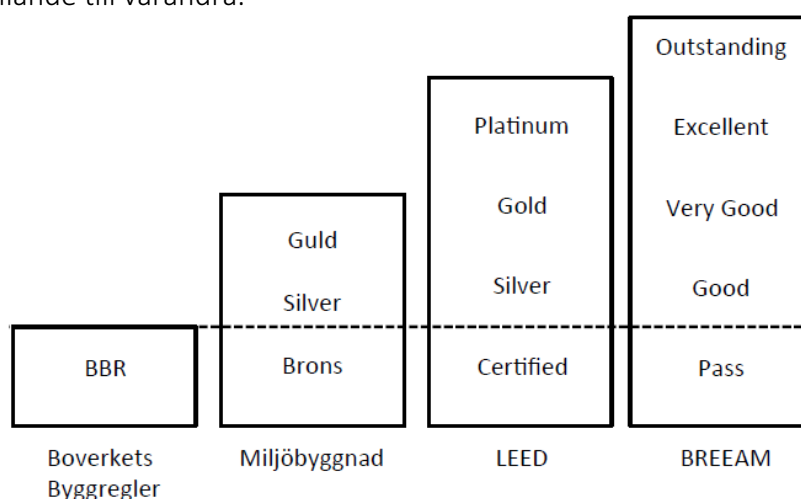 till varandra.
Outstanding
Platinum
Excellent
Gold
Very Good
Guld
Silver
Silver
Good
BBR
Brons
Certified
Pass
Boverkets
Byggregler
Miljöbyggnad
LEED
BREEAM